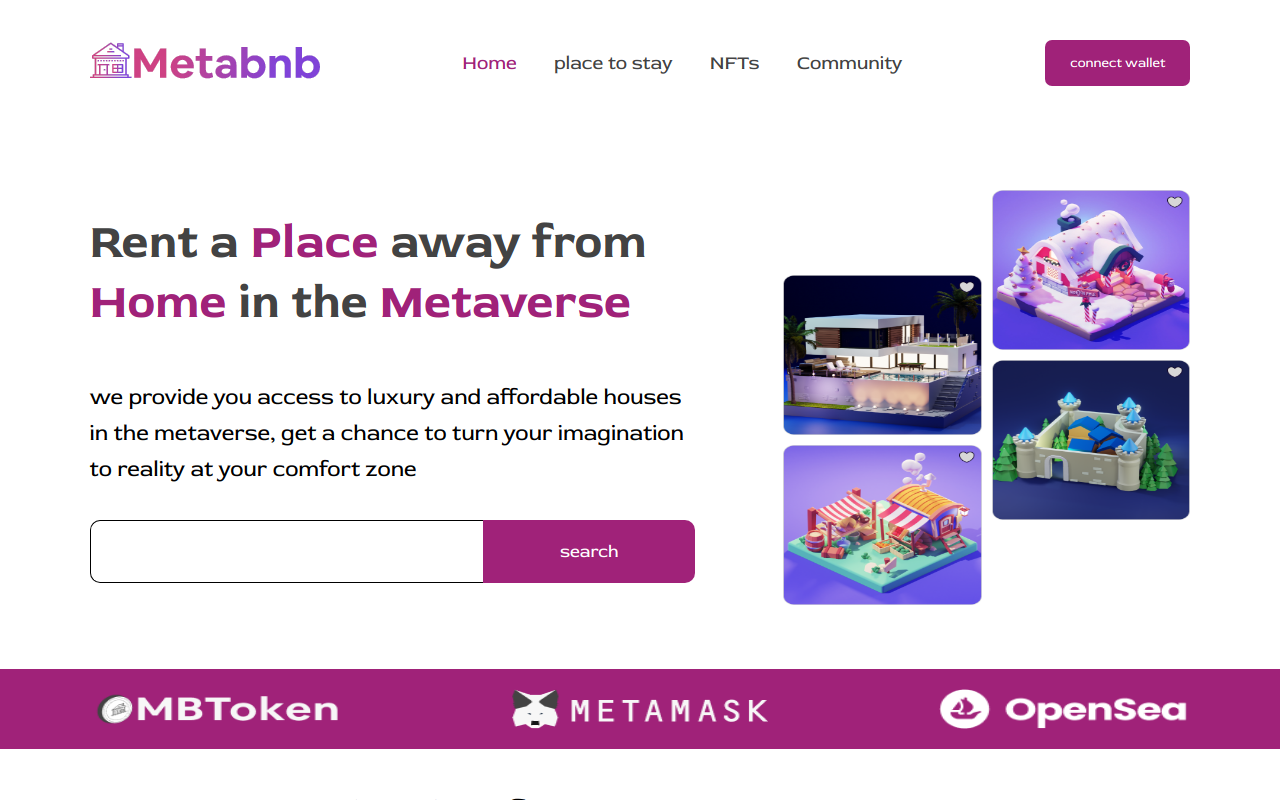 Metabnb
Home
place to stay
NFTs
Community
connect wallet
Rent a Place away from
Home in the Metaverse
we provide you access to luxury and affordable houses
in the metaverse, get a chance to turn your imagination
to reality at your comfort zone
search
MBToken
METAMASK
OpenSea